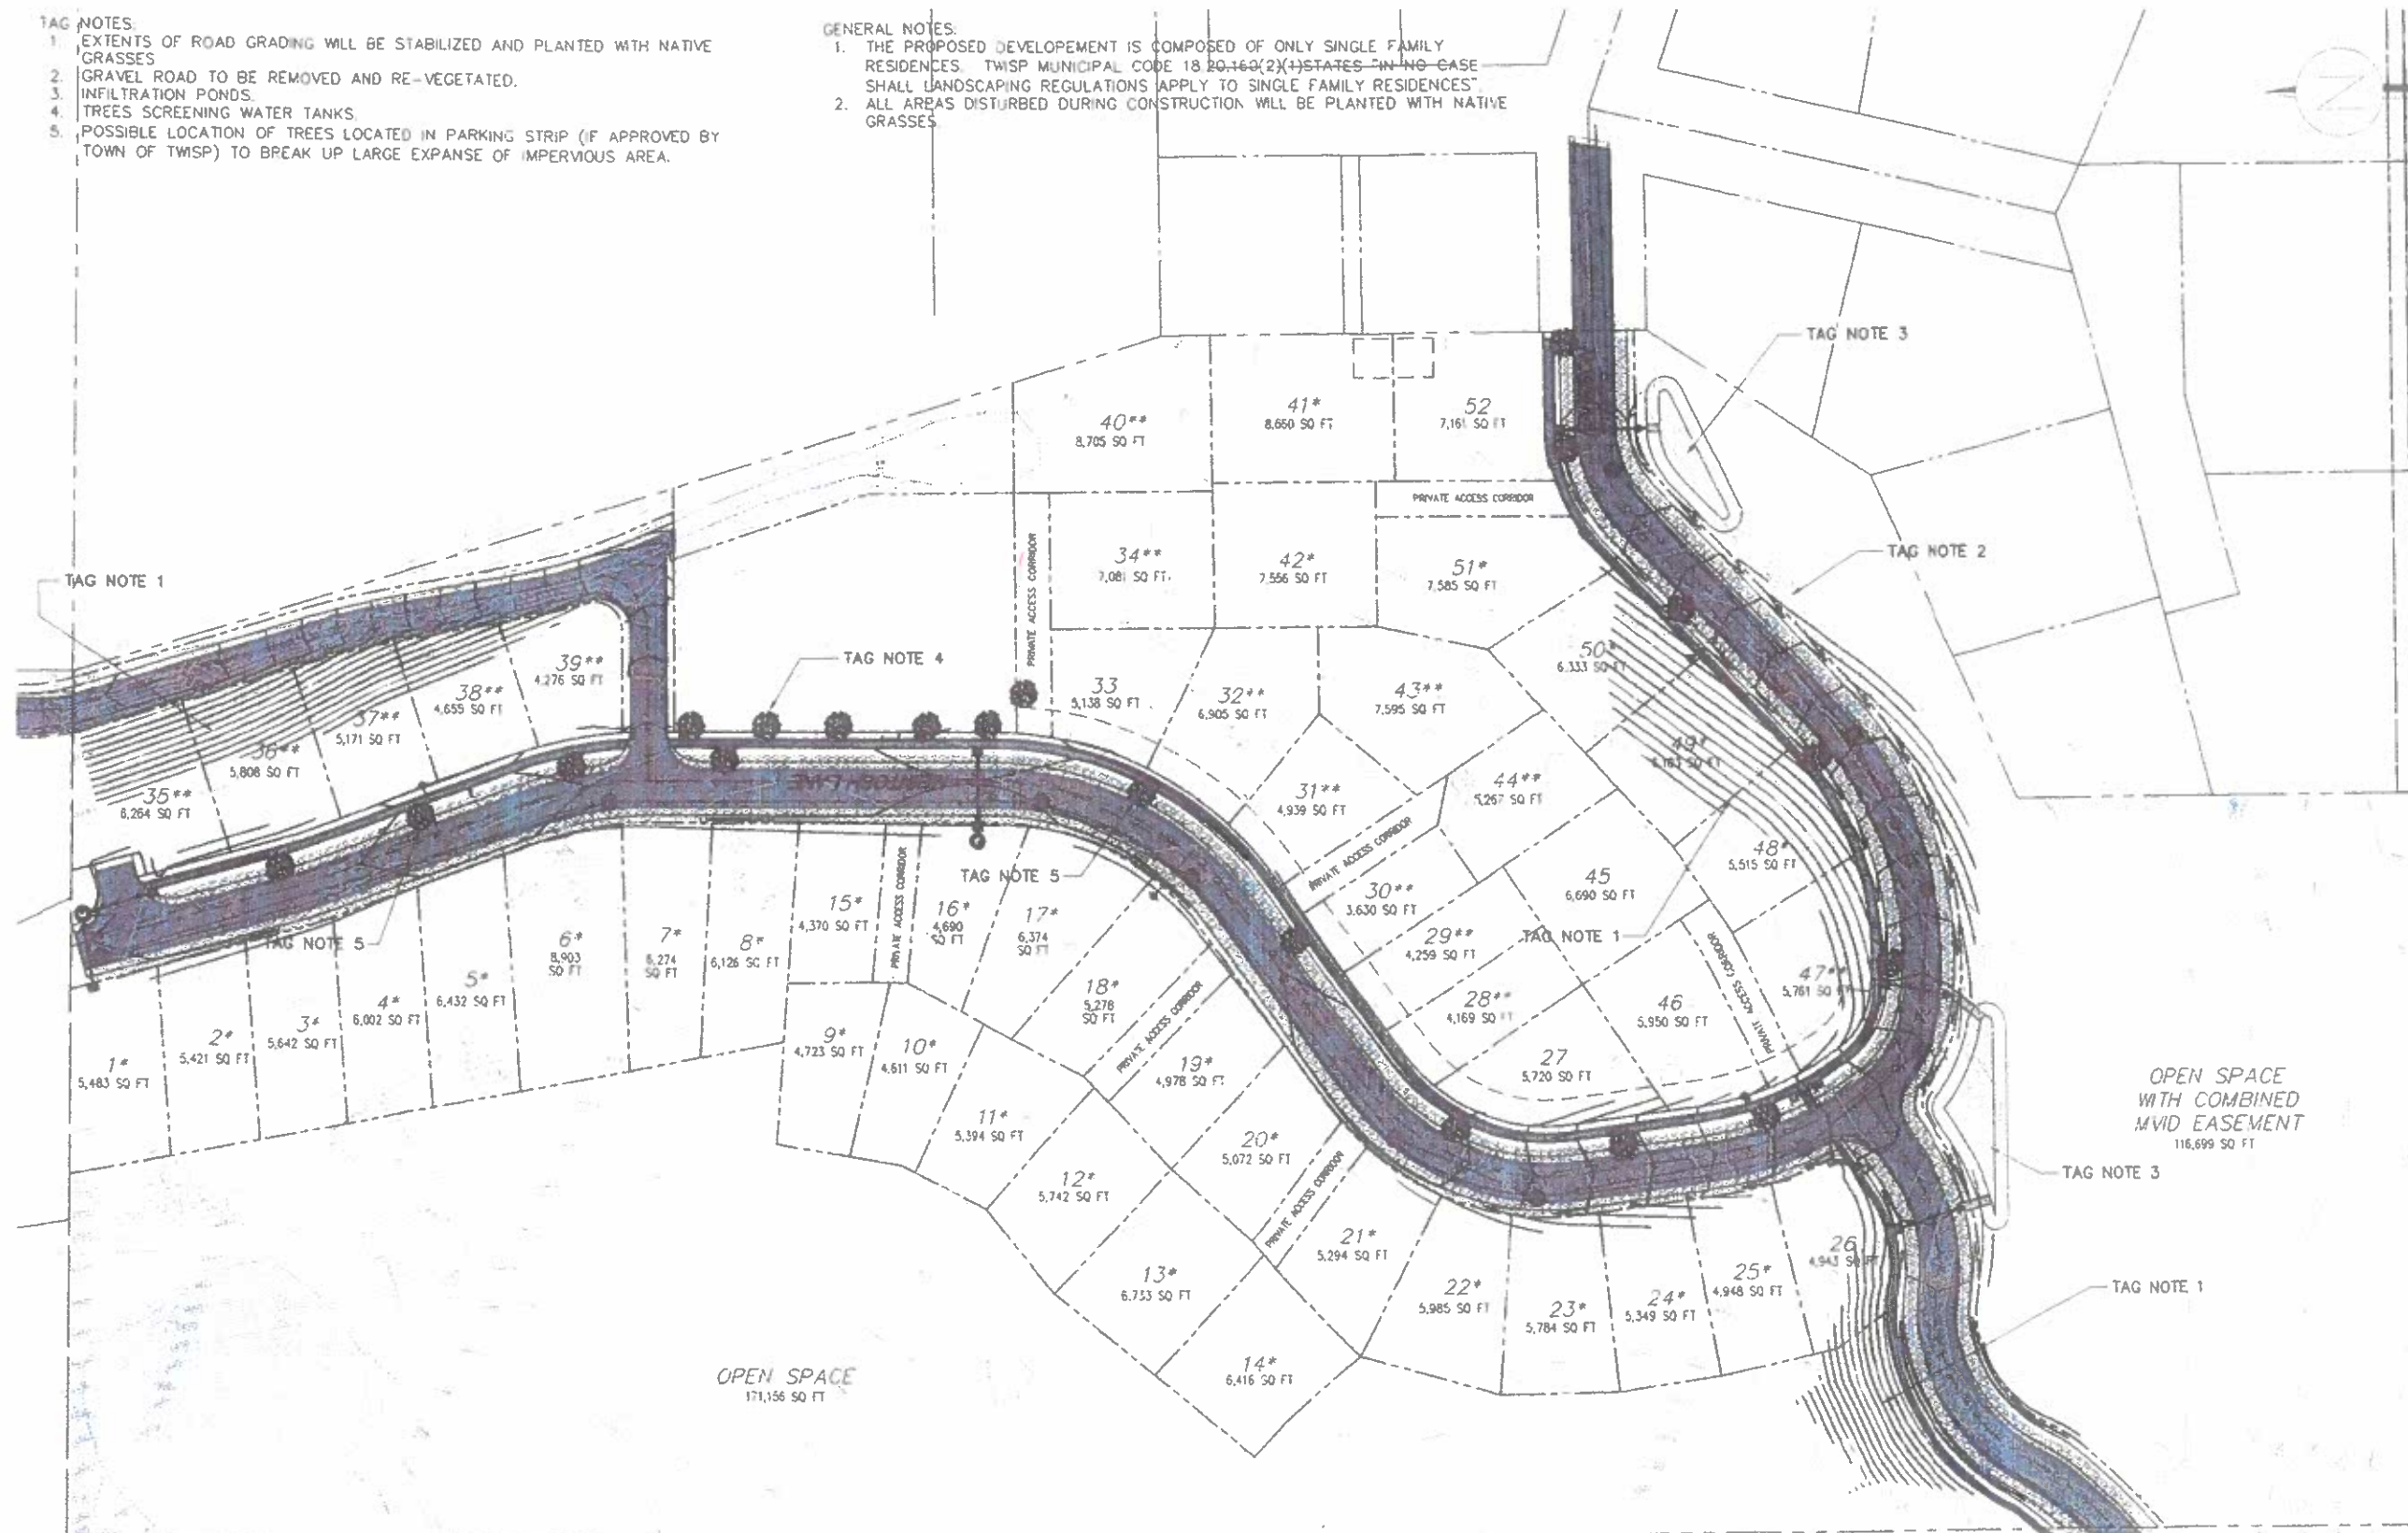 TAG NOTES:
1. EXTENTS OF ROAD GRADING WILL BE STABILIZED AND PLANTED WITH NATIVE
GRASSES
2. GRAVEL ROAD TO BE REMOVED AND RE-VEGETATED.
3. INFILTRATION PONDS.
4. TREES SCREENING WATER TANKS.
5. POSSIBLE LOCATION OF TREES LOCATED IN PARKING STRIP (IF APPROVED BY
TOWN OF TWISP) TO BREAK UP LARGE EXPANSE OF IMPERVIOUS AREA.
GENERAL NOTES:
1. THE PROPOSED DEVELOPEMENT IS COMPOSED OF ONLY SINGLE FAMILY
RESIDENCES. TWISP MUNICIPAL CODE 18.20.160(2)(1)STATES "IN NO CASE
SHALL LANDSCAPING REGULATIONS APPLY TO SINGLE FAMILY RESIDENCES".
2. ALL AREAS DISTURBED DURING CONSTRUCTION WILL BE PLANTED WITH NATIVE
GRASSES
N
TAG NOTE 3
40**
8,705 SQ FT
41*
8,660 SQ FT
52
7,161 SQ FT
PRIVATE ACCESS CORRIDOR
TAG NOTE 2
TAG NOTE 1
PRIVATE ACCESS CORRIDOR
34**
7,081 SQ FT
42*
7,556 SQ FT
51*
7,585 SQ FT
TAG NOTE 4
50*
6,333 SQ FT
39**
4,276 SQ FT
38**
4,655 SQ FT
37**
5,171 SQ FT
36**
5,808 SQ FT
35**
6,264 SQ FT
33
5,138 SQ FT
32**
6,905 SQ FT
43**
7,595 SQ FT
49*
SQ FT
31**
4,939 SQ FT
44**
5,267 SQ FT
PRIVATE ACCESS CORRIDOR
48*
5,515 SQ FT
LANE
TAG NOTE 5
30**
3,630 SQ FT
45
6,690 SQ FT
15*
4,370 SQ FT
PRIVATE ACCESS CORRIDOR
16*
4,690
SQ FT
17*
6,374
SQ FT
29**
4,259 SQ FT
TAG NOTE 1
TAG NOTE 5
6*
8,903
SQ FT
7*
6,274
SQ FT
8*
6,126 SQ FT
PRIVATE ACCESS CORRIDOR
47**
5,761 SQ FT
5*
6,432 SQ FT
4*
6,002 SQ FT
3*
5,642 SQ FT
2*
5,421 SQ FT
1*
5,483 SQ FT
18*
5,278
SQ FT
PRIVATE ACCESS CORRIDOR
28**
4,169 SQ FT
46
5,950 SQ FT
9*
4,723 SQ FT
10*
4,611 SQ FT
19*
4,978 SQ FT
27
5,720 SQ FT
11*
5,394 SQ FT
20*
5,072 SQ FT
12*
5,742 SQ FT
PRIVATE ACCESS CORRIDOR
OPEN SPACE
WITH COMBINED
MVID EASEMENT
116,699 SQ FT
TAG NOTE 3
21*
5,294 SQ FT
13*
6,733 SQ FT
22*
5,985 SQ FT
23*
5,784 SQ FT
24*
5,349 SQ FT
25*
4,948 SQ FT
26
4,943 SQ FT
TAG NOTE 1
14*
6,416 SQ FT
OPEN SPACE
171,156 SQ FT